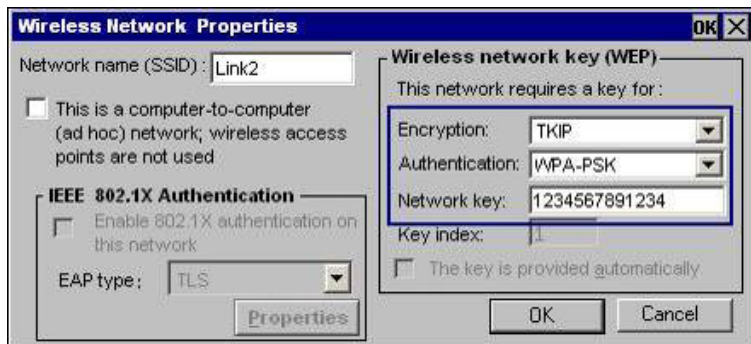 Wireless Network Properties
OK
Network name (SSID) : Link2
This is a computer-to-computer
(ad hoc) network; wireless access
points are not used
IEEE 802.1X Authentication
Enable 802.1X authentication on
this network
EAP type : TLS
Properties
Wireless network key (WEP)
This network requires a key for :
Encryption: TKIP
Authentication: WPA-PSK
Network key: 1234567891234
Key index: 1
The key is provided automatically
OK
Cancel